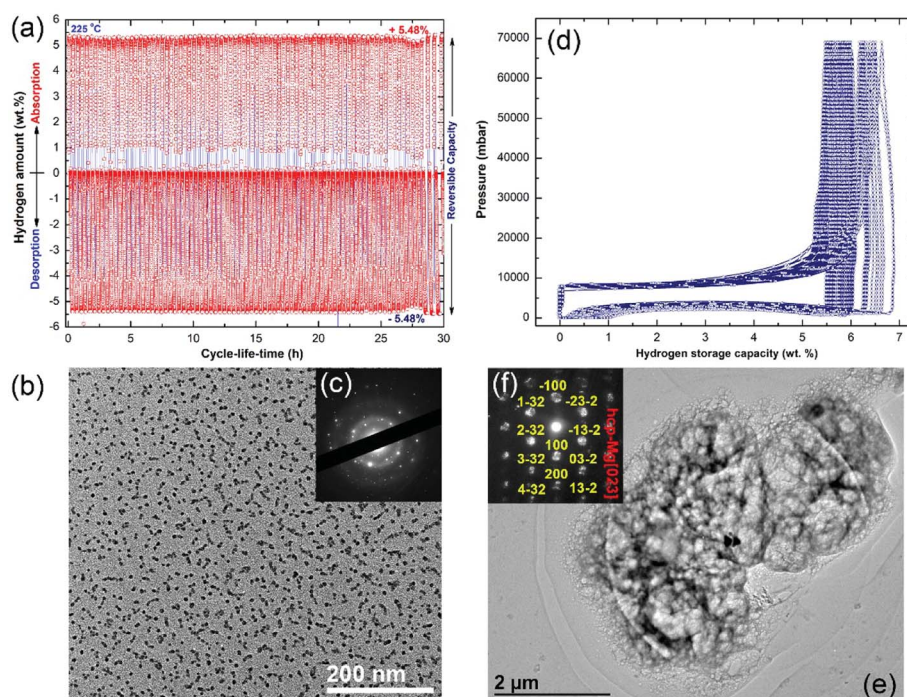 (a)
225 °C
+ 5.48%
6
5
4
3
2
1
0
-1
-2
-3
-4
-5
-6
Hydrogen amount (wt.%)
Desorption
Absorption
Reversible Capacity
- 5.48%
0 5 10 15 20 25 30
Cycle-life-time (h)
(d)
70000
60000
50000
40000
30000
20000
10000
0
Pressure (mbar)
0 1 2 3 4 5 6 7
Hydrogen storage capacity (wt. %)
(b)
(c)
200 nm
(f)
-100
1-32 -23-2
2-32 -13-2
100
3-32 03-2
200
4-32 13-2
hcp-Mg[023]
2 µm
(e)